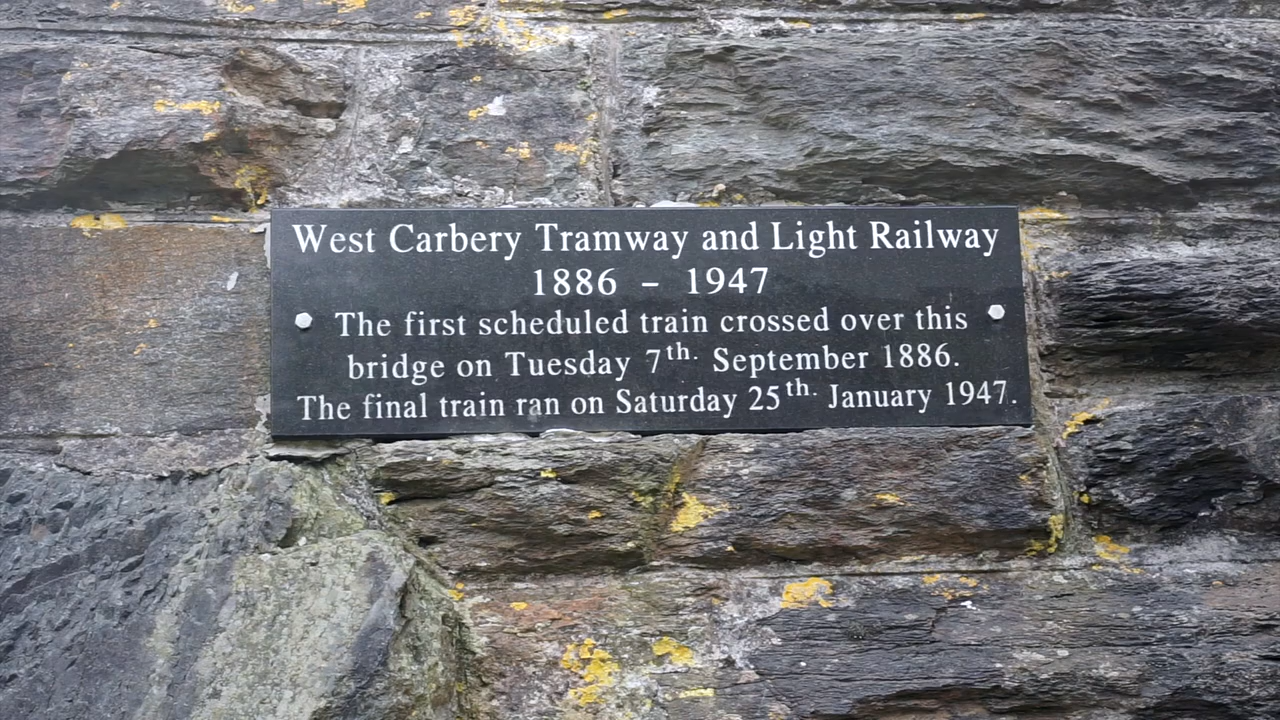 West Carbery Tramway and Light Railway
1886 – 1947
The first scheduled train crossed over this
bridge on Tuesday 7th. September 1886.
The final train ran on Saturday 25th. January 1947.